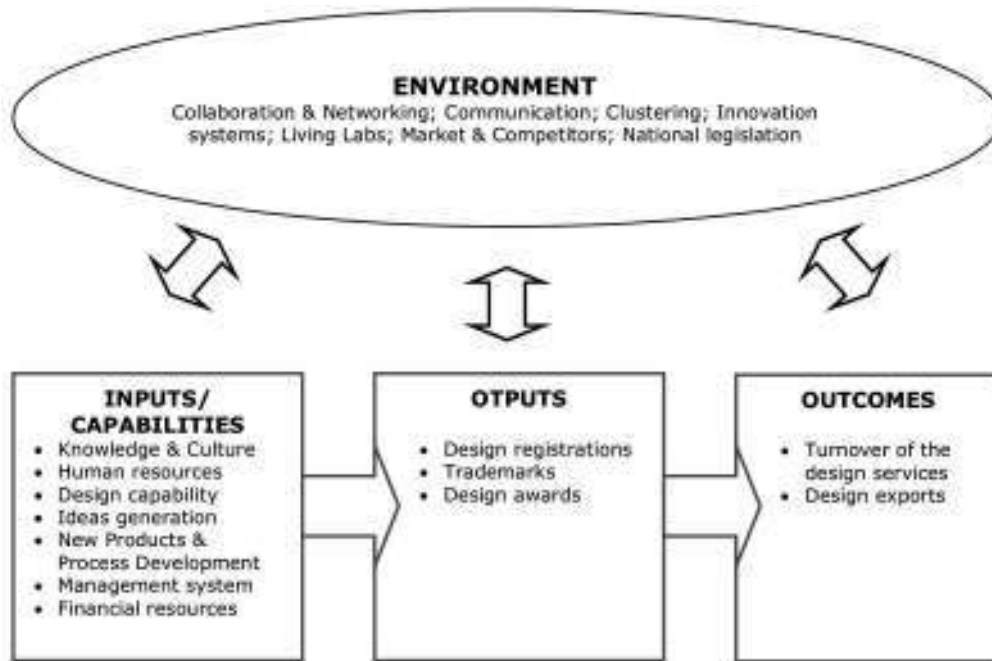 ENVIRONMENT
Collaboration & Networking; Communication; Clustering; Innovation
systems; Living Labs; Market & Competitors; National legislation
INPUTS/
CAPABILITIES
• Knowledge & Culture
• Human resources
• Design capability
• Ideas generation
• New Products &
Process Development
• Management system
• Financial resources
OTPUTS
• Design registrations
• Trademarks
• Design awards
OUTCOMES
• Turnover of the
design services
• Design exports